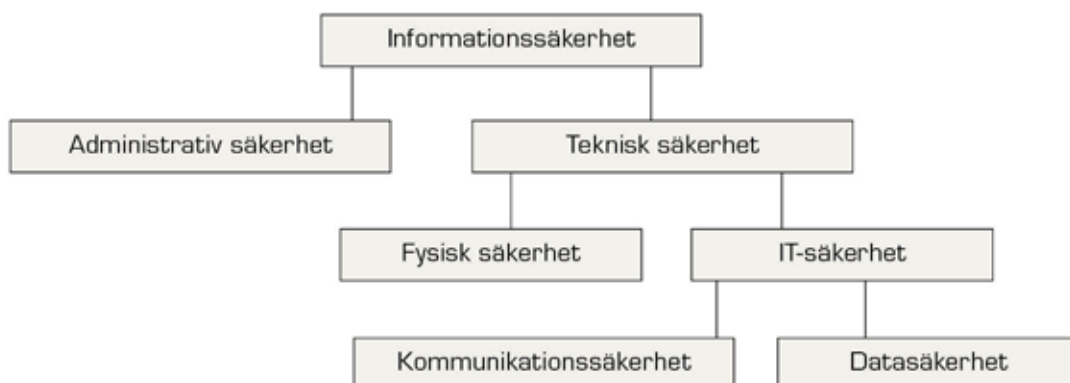 Informationssäkerhet
Administrativ säkerhet
Teknisk säkerhet
Fysisk säkerhet
IT-säkerhet
Kommunikationssäkerhet
Datasäkerhet